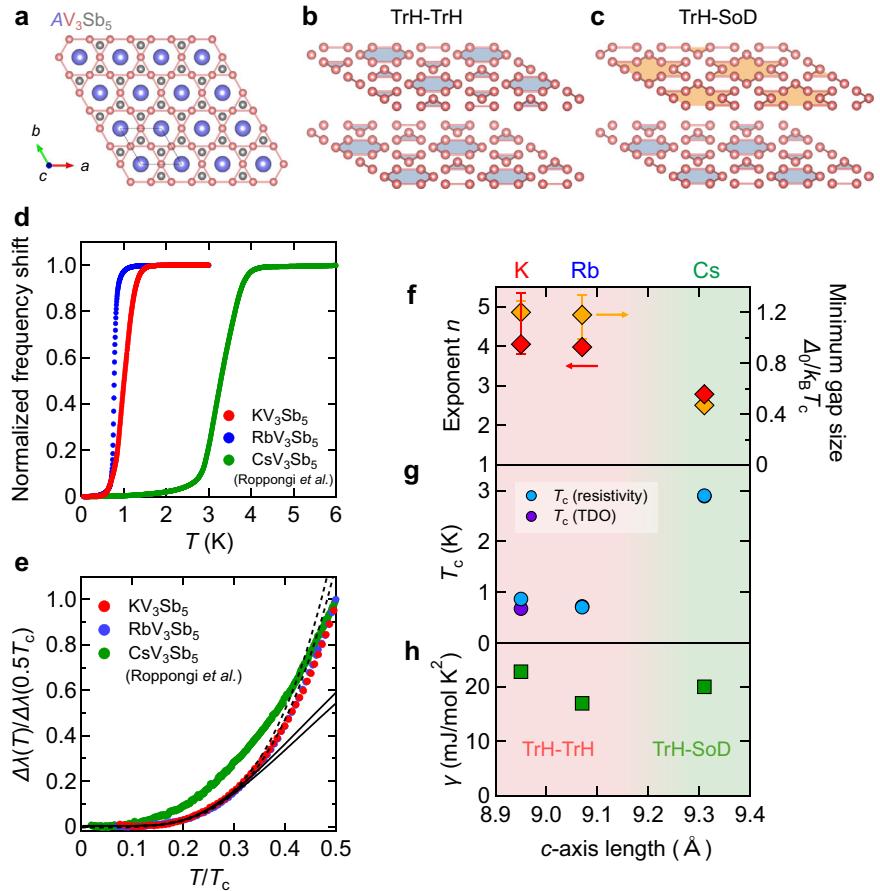 a
AV₃Sb₅
b
c
a
b
TrH-TrH
c
TrH-SoD
d
Normalized frequency shift
1.0
0.8
0.6
0.4
0.2
0
0
1
2
3
4
5
6
T (K)
KV₃Sb₅
RbV₃Sb₅
CsV₃Sb₅
(Roppongi et al.)
e
Δλ(T)/Δλ(0.5Tc)
1.0
0.8
0.6
0.4
0.2
0
0
0.1
0.2
0.3
0.4
0.5
T/Tc
KV₃Sb₅
RbV₃Sb₅
CsV₃Sb₅
(Roppongi et al.)
K
Rb
Cs
f
Exponent n
5
4
3
2
1
1.2
0.8
0.4
0
Minimum gap size
Δ₀/kBTc
g
Tc (K)
3
2
1
0
Tc (resistivity)
Tc (TDO)
h
γ (mJ/mol K²)
20
10
0
TrH-TrH
TrH-SoD
8.9
9.0
9.1
9.2
9.3
9.4
c-axis length (Å)